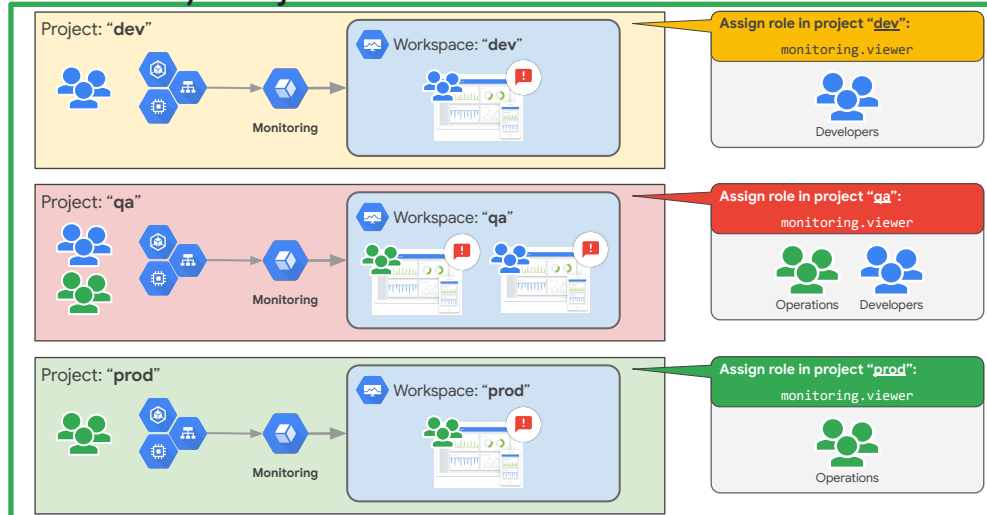 Project: “dev”
Monitoring
Workspace: “dev”
Assign role in project “dev”:
monitoring.viewer
Developers
Project: “qa”
Monitoring
Workspace: “qa”
Assign role in project “qa”:
monitoring.viewer
Operations
Developers
Project: “prod”
Monitoring
Workspace: “prod”
Assign role in project “prod”:
monitoring.viewer
Operations